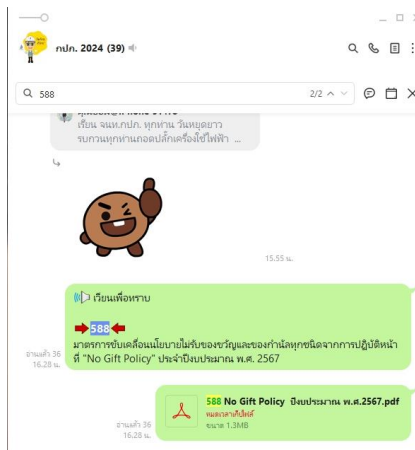 กปภ. 2024 (39)
588
2/2
เรียน จนท.กปภ. ทุกท่าน วันหยุดยาว
รบกวนทุกท่านถอดปลั๊กเครื่องใช้ไฟฟ้า ...
15.55 น.
เวียนเพื่อทราบ
588
มาตรการขับเคลื่อนนโยบายไม่รับของขวัญและของกำนัลทุกชนิดจากการปฏิบัติหน้า
ที่ "No Gift Policy" ประจำปีงบประมาณ พ.ศ. 2567
อ่านแล้ว 36
16.28 น.
588 No Gift Policy ปีงบประมาณ พ.ศ.2567.pdf
หมดเวลาเก็บไฟล์
ขนาด 1.3MB
อ่านแล้ว 36
16.28 น.